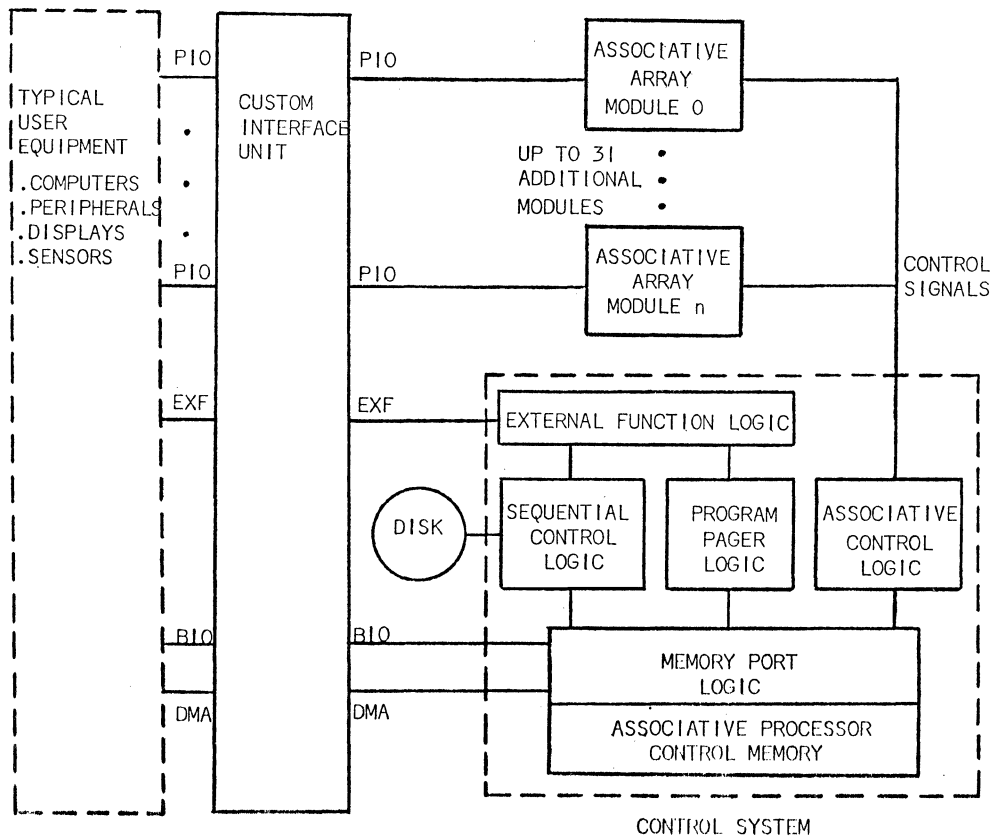 TYPICAL
USER
EQUIPMENT
.COMPUTERS
.PERIPHERALS
.DISPLAYS
.SENSORS
PIO
PIO
EXF
BIO
DMA
CUSTOM
INTERFACE
UNIT
PIO
PIO
EXF
BIO
DMA
ASSOCIATIVE
ARRAY
MODULE 0
UP TO 31
ADDITIONAL
MODULES
ASSOCIATIVE
ARRAY
MODULE n
CONTROL
SIGNALS
EXTERNAL FUNCTION LOGIC
DISK
SEQUENTIAL
CONTROL
LOGIC
PROGRAM
PAGER
LOGIC
ASSOCIATIVE
CONTROL
LOGIC
MEMORY PORT
LOGIC
ASSOCIATIVE PROCESSOR
CONTROL MEMORY
CONTROL SYSTEM